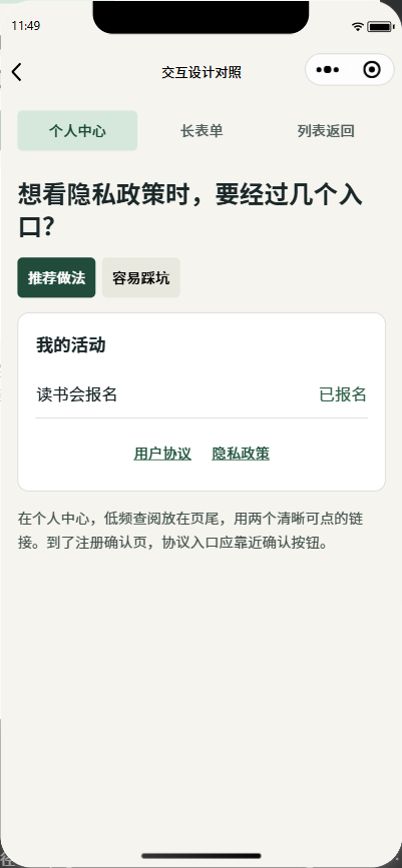 11:49
交互设计对照
个人中心
长表单
列表返回
想看隐私政策时，要经过几个入
口？
推荐做法
容易踩坑
我的活动
读书会报名
已报名
用户协议
隐私政策
在个人中心，低频查阅放在页尾，用两个清晰可点的链
接。到了注册确认页，协议入口应靠近确认按钮。